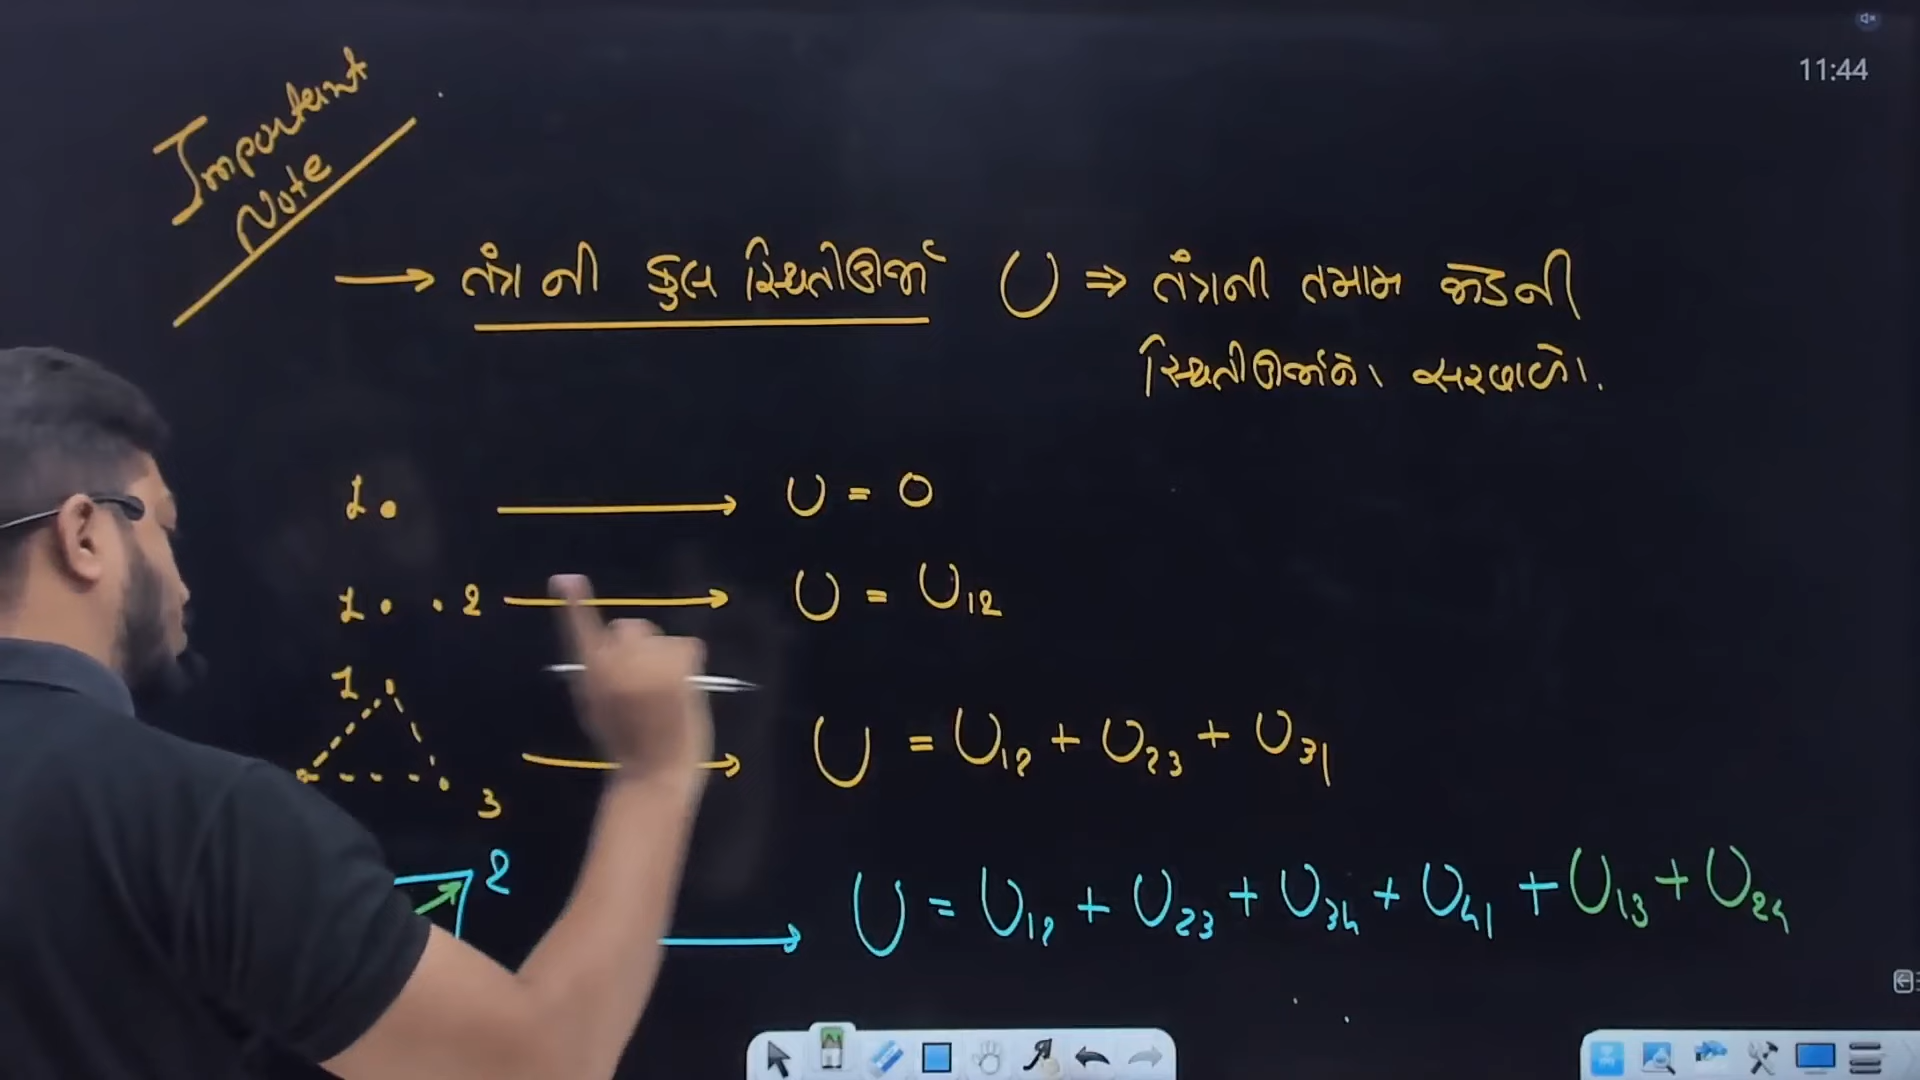 11:44
Important
Note
→ તંત્ર ની કુલ સ્થિતીઊર્જા U ⇒ તંત્રની તમામ જોડની
સ્થિતીઊર્જાનો સરવાળો.
1 → U = 0
1 2 → U = U₁₂
1
3 → U = U₁₂ + U₂₃ + U₃₁
2 → U = U₁₂ + U₂₃ + U₃₄ + U₄₁ + U₁₃ + U₂₄